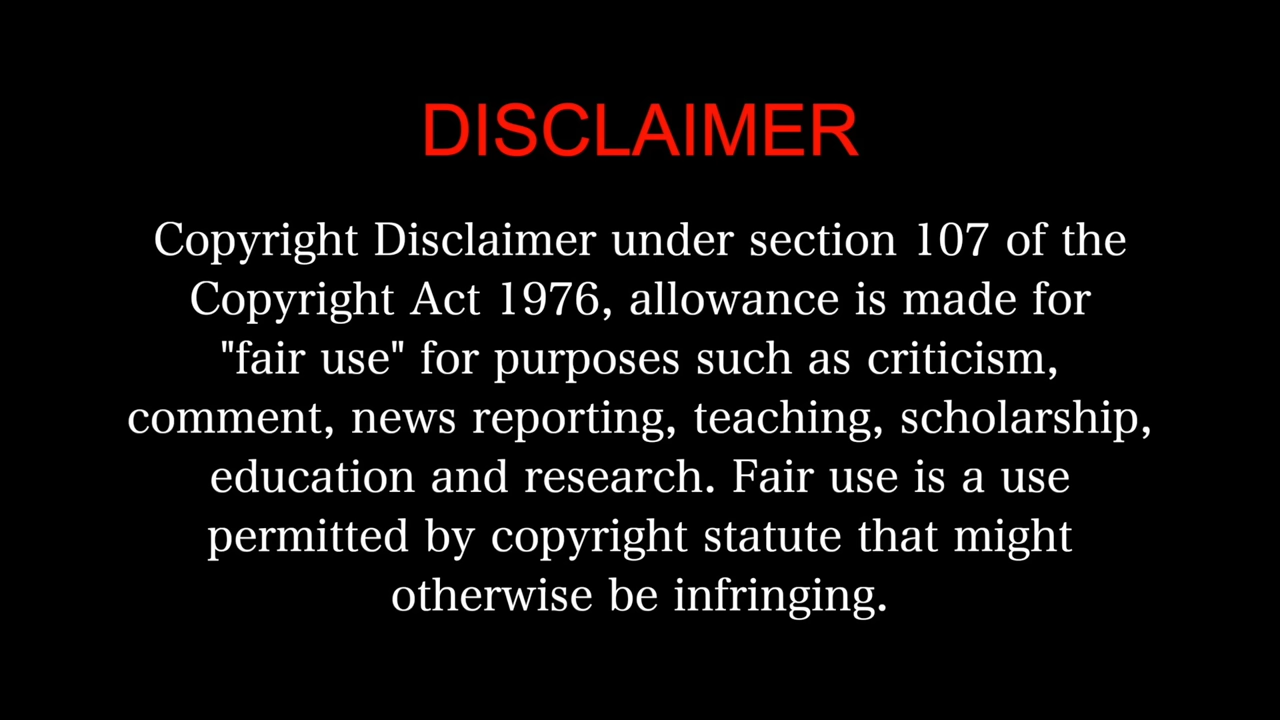 DISCLAIMER
Copyright Disclaimer under section 107 of the
Copyright Act 1976, allowance is made for
"fair use" for purposes such as criticism,
comment, news reporting, teaching, scholarship,
education and research. Fair use is a use
permitted by copyright statute that might
otherwise be infringing.